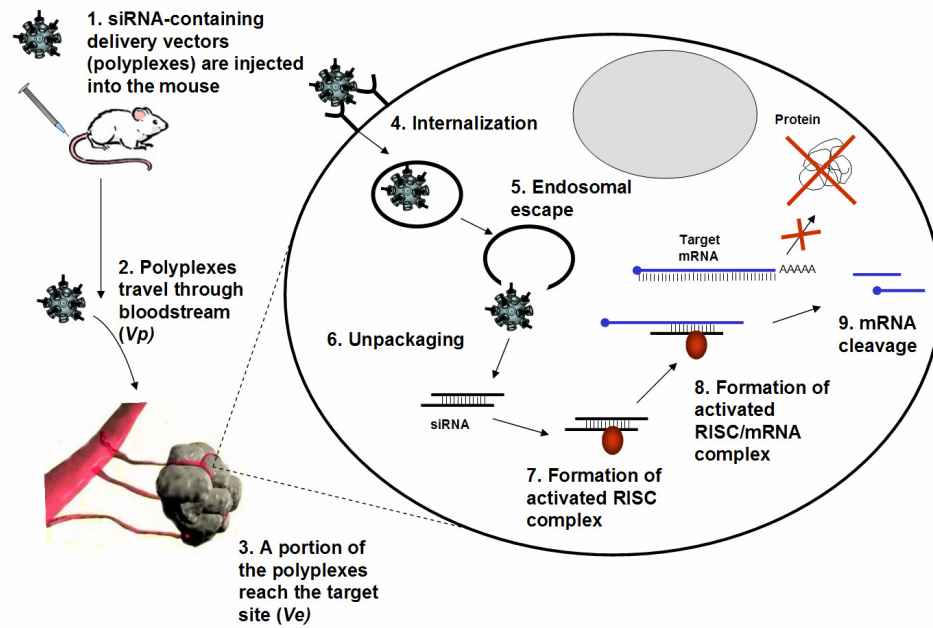 1. siRNA-containing
delivery vectors
(polyplexes) are injected
into the mouse
2. Polyplexes
travel through
bloodstream
(Vp)
3. A portion of
the polyplexes
reach the target
site (Ve)
4. Internalization
5. Endosomal
escape
6. Unpackaging
siRNA
7. Formation of
activated RISC
complex
8. Formation of
activated
RISC/mRNA
complex
9. mRNA
cleavage
Target
mRNA
AAAAA
Protein